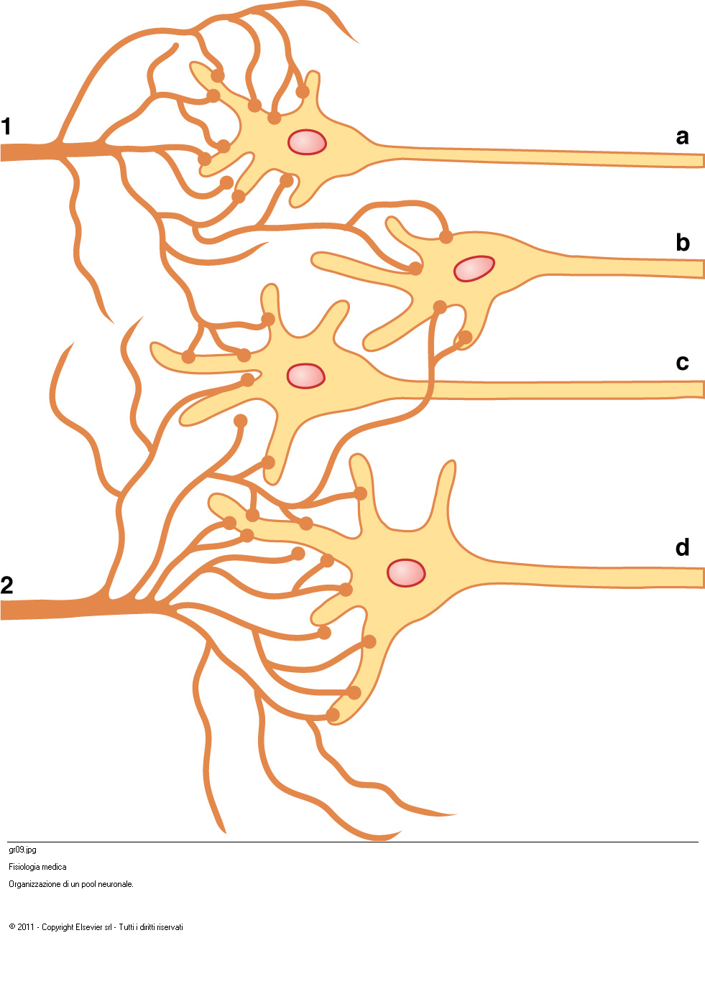 1
a
b
c
2
d
gr09.jpg
Fisiologia medica
Organizzazione di un pool neuronale.
© 2011 - Copyright Elsevier srl - Tutti i diritti riservati